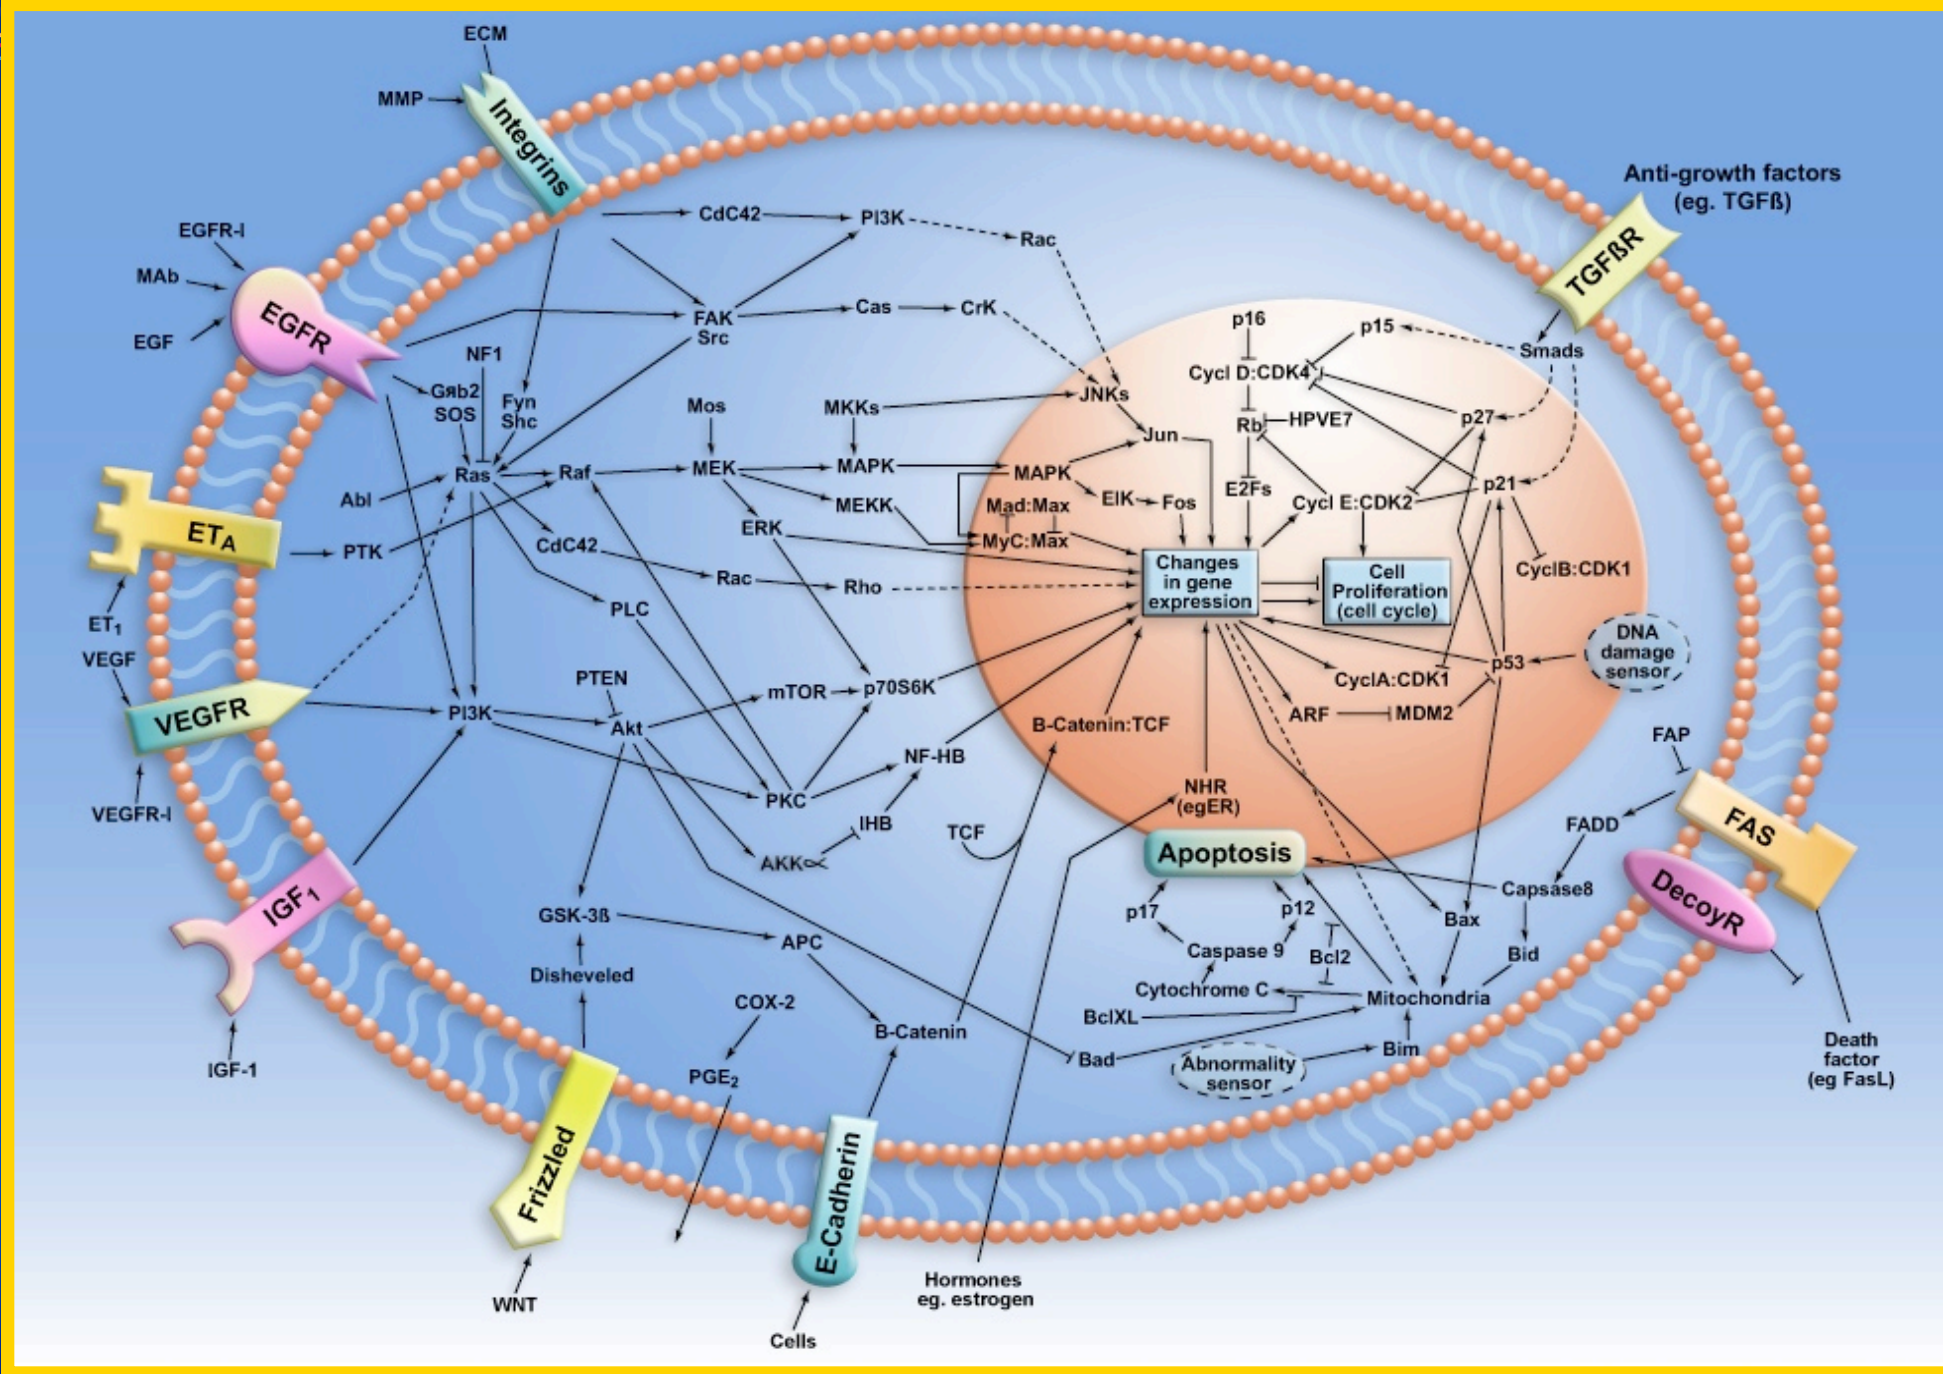 ECM
MMP
Integrins
Anti-growth factors
(eg. TGFß)
TGFßR
EGFR-I
MAb
EGF
EGFR
CdC42
PI3K
Rac
FAK
Src
Cas
CrK
NF1
Gяb2
SOS
Fyn
Shc
Mos
MKKs
JNKs
p16
p15
Smads
Cycl D:CDK4
p27
Rb
HPVE7
Jun
Abl
Ras
Raf
MEK
MAPK
MAPK
MEKK
ElK
Fos
E2Fs
Cycl E:CDK2
p21
Mad:Max
MyC:Max
ETA
ET1
PTK
CdC42
ERK
Rac
Rho
PLC
Changes
in gene
expression
Cell
Proliferation
(cell cycle)
CyclB:CDK1
DNA
damage
sensor
p53
CyclA:CDK1
ARF
MDM2
VEGF
VEGFR
VEGFR-I
PI3K
PTEN
Akt
mTOR
p70S6K
B-Catenin:TCF
NF-HB
PKC
IHB
AKK
TCF
NHR
(egER)
FAP
FAS
FADD
Capsase8
DecoyR
Apoptosis
IGF1
IGF-1
GSK-3ß
APC
Disheveled
COX-2
PGE2
B-Catenin
p17
p12
Bax
Bid
Caspase 9
Bcl2
Cytochrome C
Mitochondria
BclXL
Bad
Abnormality
sensor
Bim
Death
factor
(eg FasL)
Frizzled
WNT
E-Cadherin
Cells
Hormones
eg. estrogen